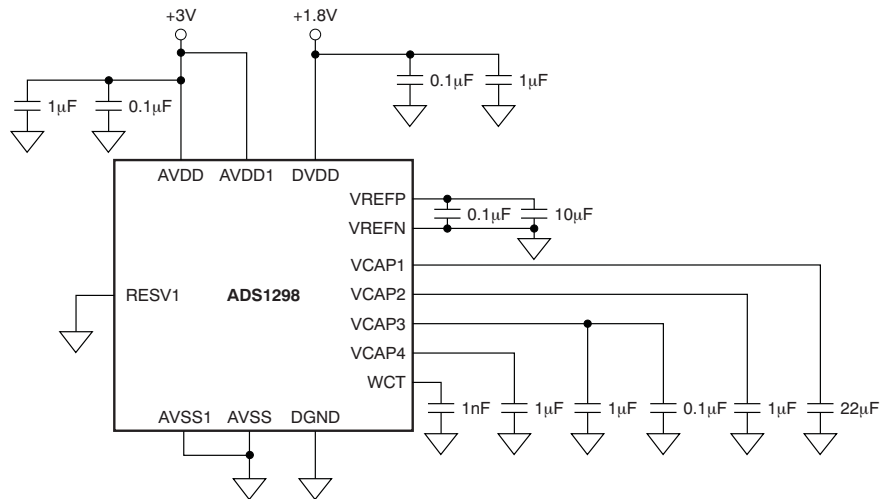 +3V
+1.8V
1μF
0.1μF
0.1μF
1μF
AVDD
AVDD1
DVDD
VREFP
0.1μF
10μF
VREFN
VCAP1
RESV1
ADS1298
VCAP2
VCAP3
VCAP4
WCT
1nF
1μF
1μF
0.1μF
1μF
22μF
AVSS1
AVSS
DGND